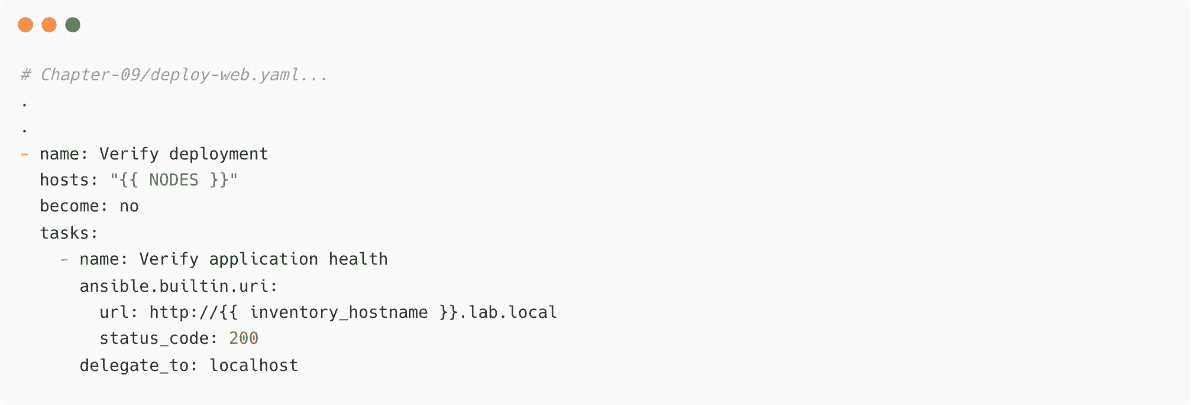 # Chapter-09/deploy-web.yaml...
.
.
- name: Verify deployment
  hosts: "{{ NODES }}"
  become: no
  tasks:
    - name: Verify application health
      ansible.builtin.uri:
        url: http://{{ inventory_hostname }}.lab.local
        status_code: 200
      delegate_to: localhost